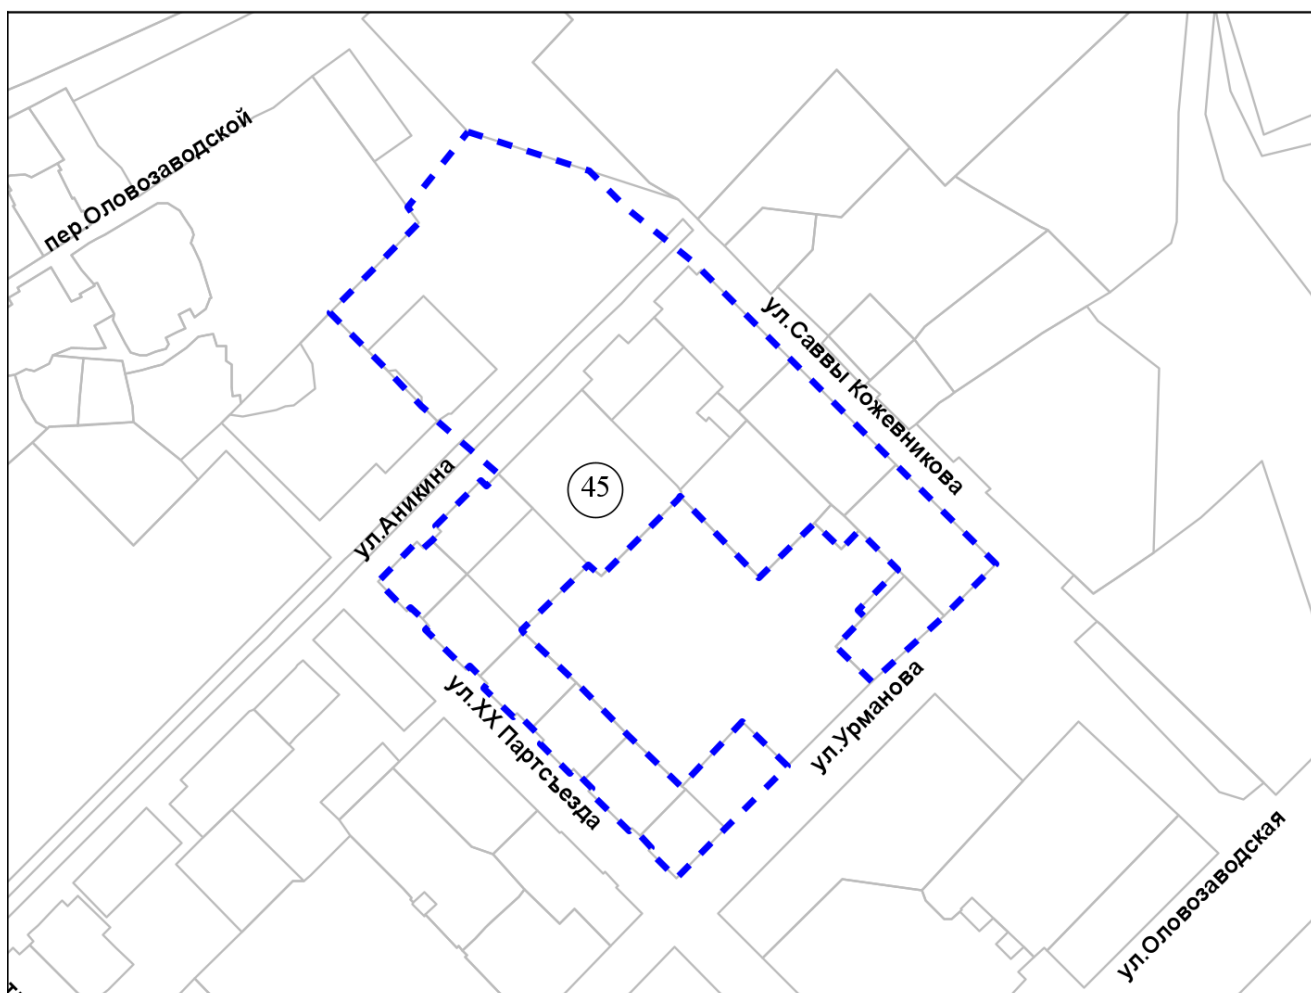 пер.Оловозаводской
ул.Саввы Кожевникова
ул.Аникина
45
ул.Урманова
ул.XX Партсъезда
ул.Оловозаводская